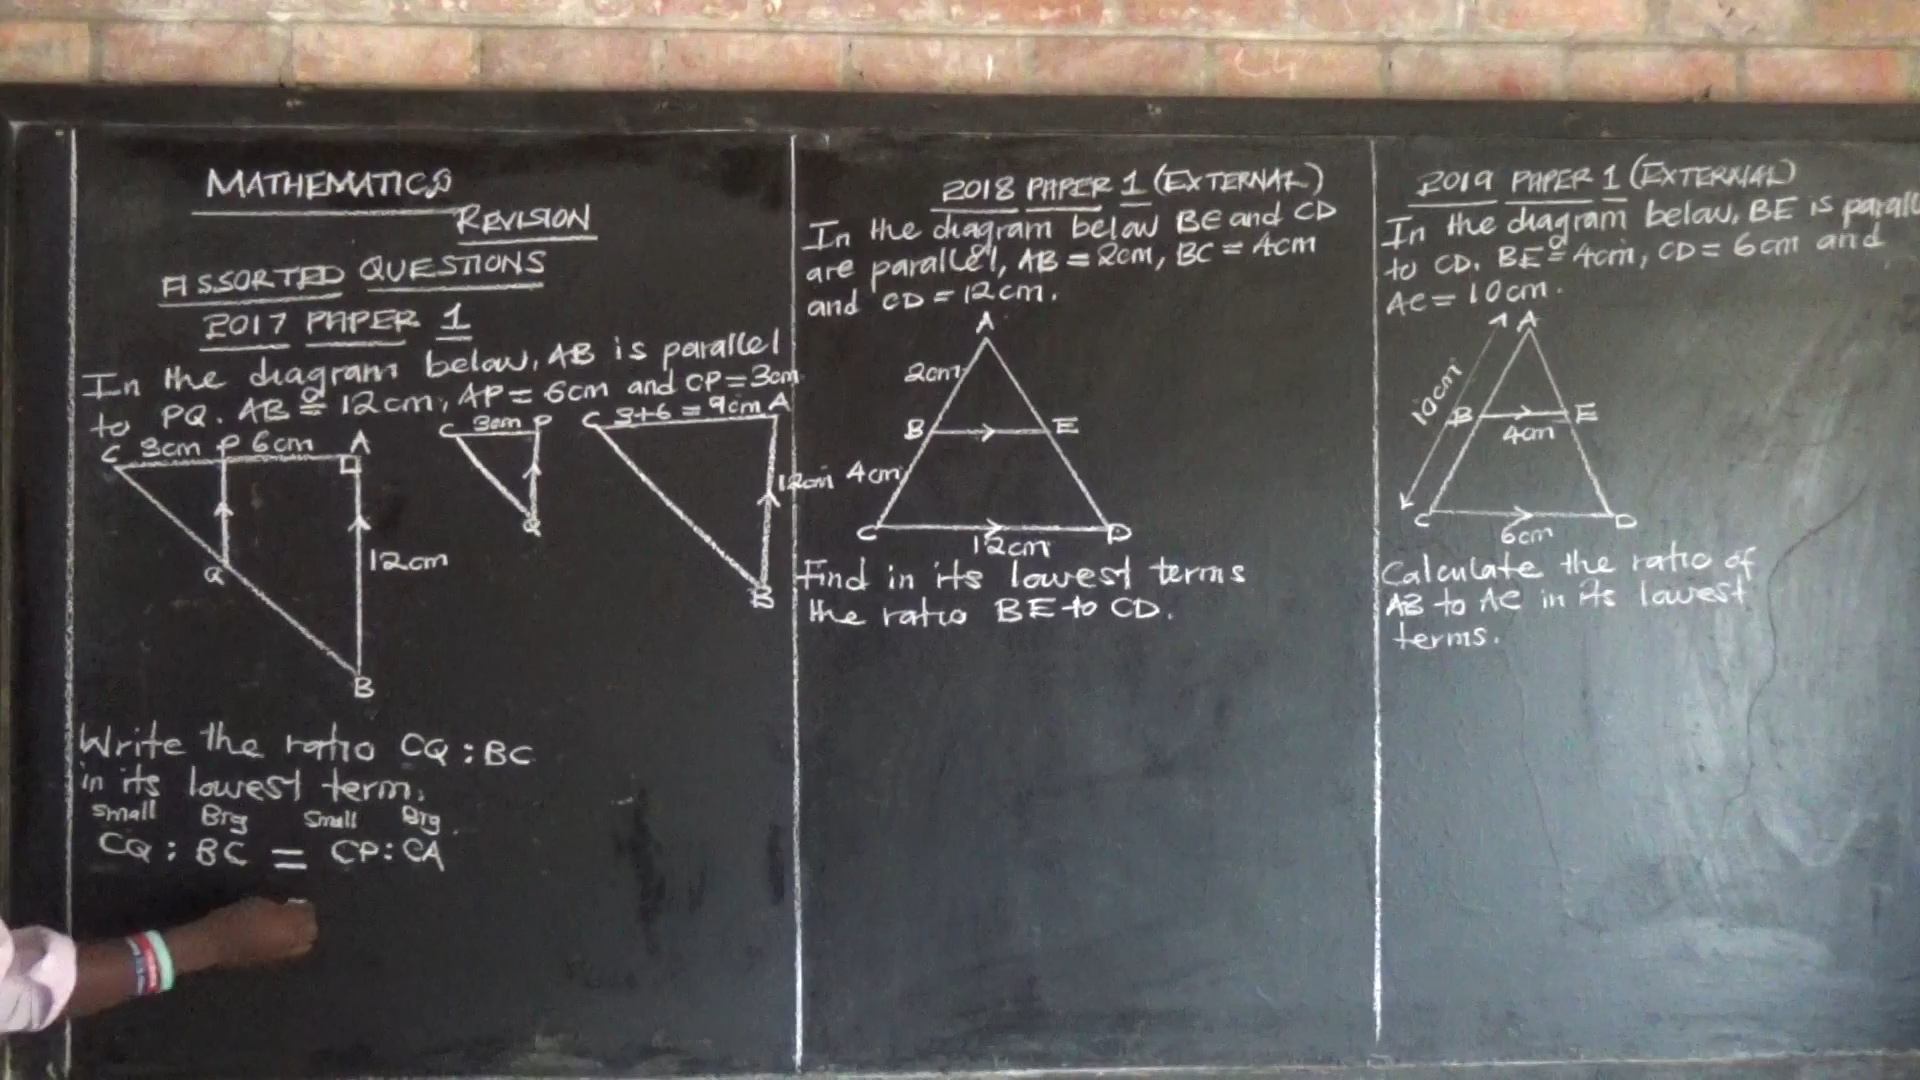 MATHEMATICS
REVISION
ASSORTED QUESTIONS
2017 PAPER 1
In the diagram below, AB is parallel
to PQ. AB = 12cm, AP = 6cm and CP = 3cm
C 3cm P 6cm A
Q
12cm
B
C 3cm P
Q
C 3+6 = 9cm A
12cm
B
Write the ratio CQ : BC
in its lowest term.
Small Big Small Big.
CQ : BC = CP : CA
2018 PAPER 1 (EXTERNAL)
In the diagram below BE and CD
are parallel, AB = 2cm, BC = 4cm
and CD = 12cm.
A
2cm
B E
4cm
C D
12cm
Find in its lowest terms
the ratio BE to CD.
2019 PAPER 1 (EXTERNAL)
In the diagram below, BE is parall
to CD. BE = 4cm, CD = 6cm and
AC = 10cm.
A
10cm
B E
4cm
C D
6cm
Calculate the ratio of
AB to AC in its lowest
terms.